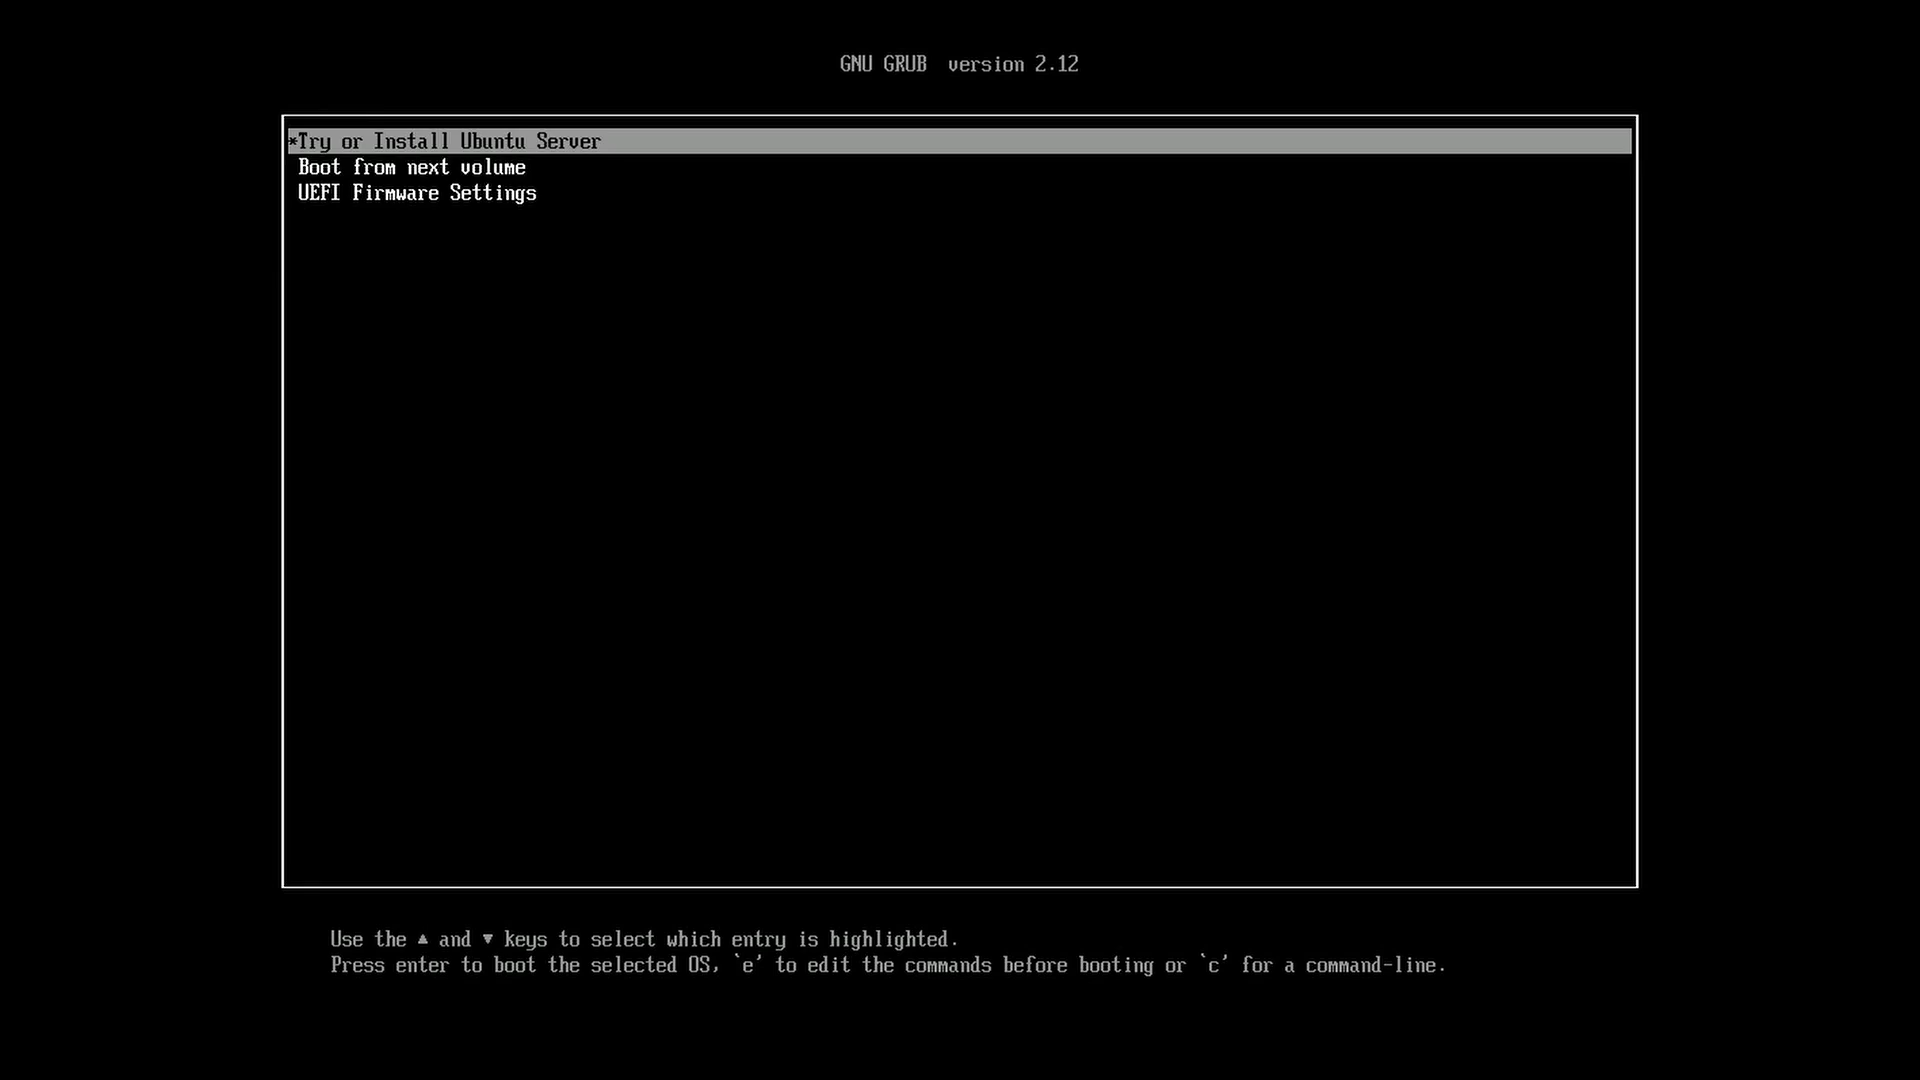 GNU GRUB  version 2.12
*Try or Install Ubuntu Server
Boot from next volume
UEFI Firmware Settings
Use the ▲ and ▼ keys to select which entry is highlighted.
Press enter to boot the selected OS, `e' to edit the commands before booting or `c' for a command-line.